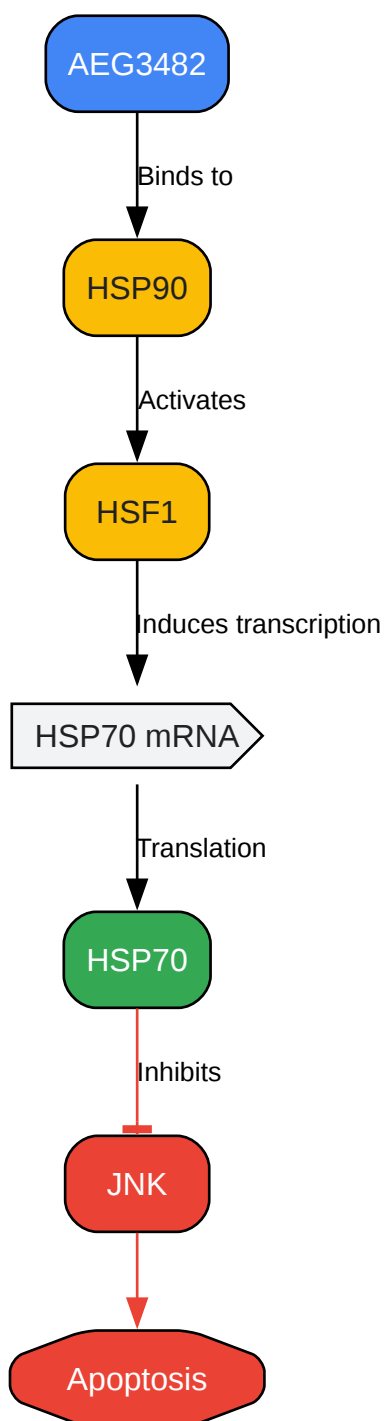 AEG3482
Binds to
HSP90
Activates
HSF1
Induces transcription
HSP70 mRNA
Translation
HSP70
Inhibits
JNK
Apoptosis